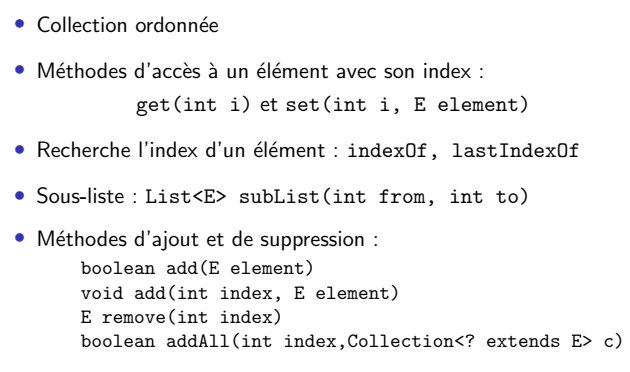 • Collection ordonnée
• Méthodes d'accès à un élément avec son index :
get(int i) et set(int i, E element)
• Recherche l'index d'un élément : indexOf, lastIndexOf
• Sous-liste : List<E> subList(int from, int to)
• Méthodes d'ajout et de suppression :
boolean add(E element)
void add(int index, E element)
E remove(int index)
boolean addAll(int index,Collection<? extends E> c)